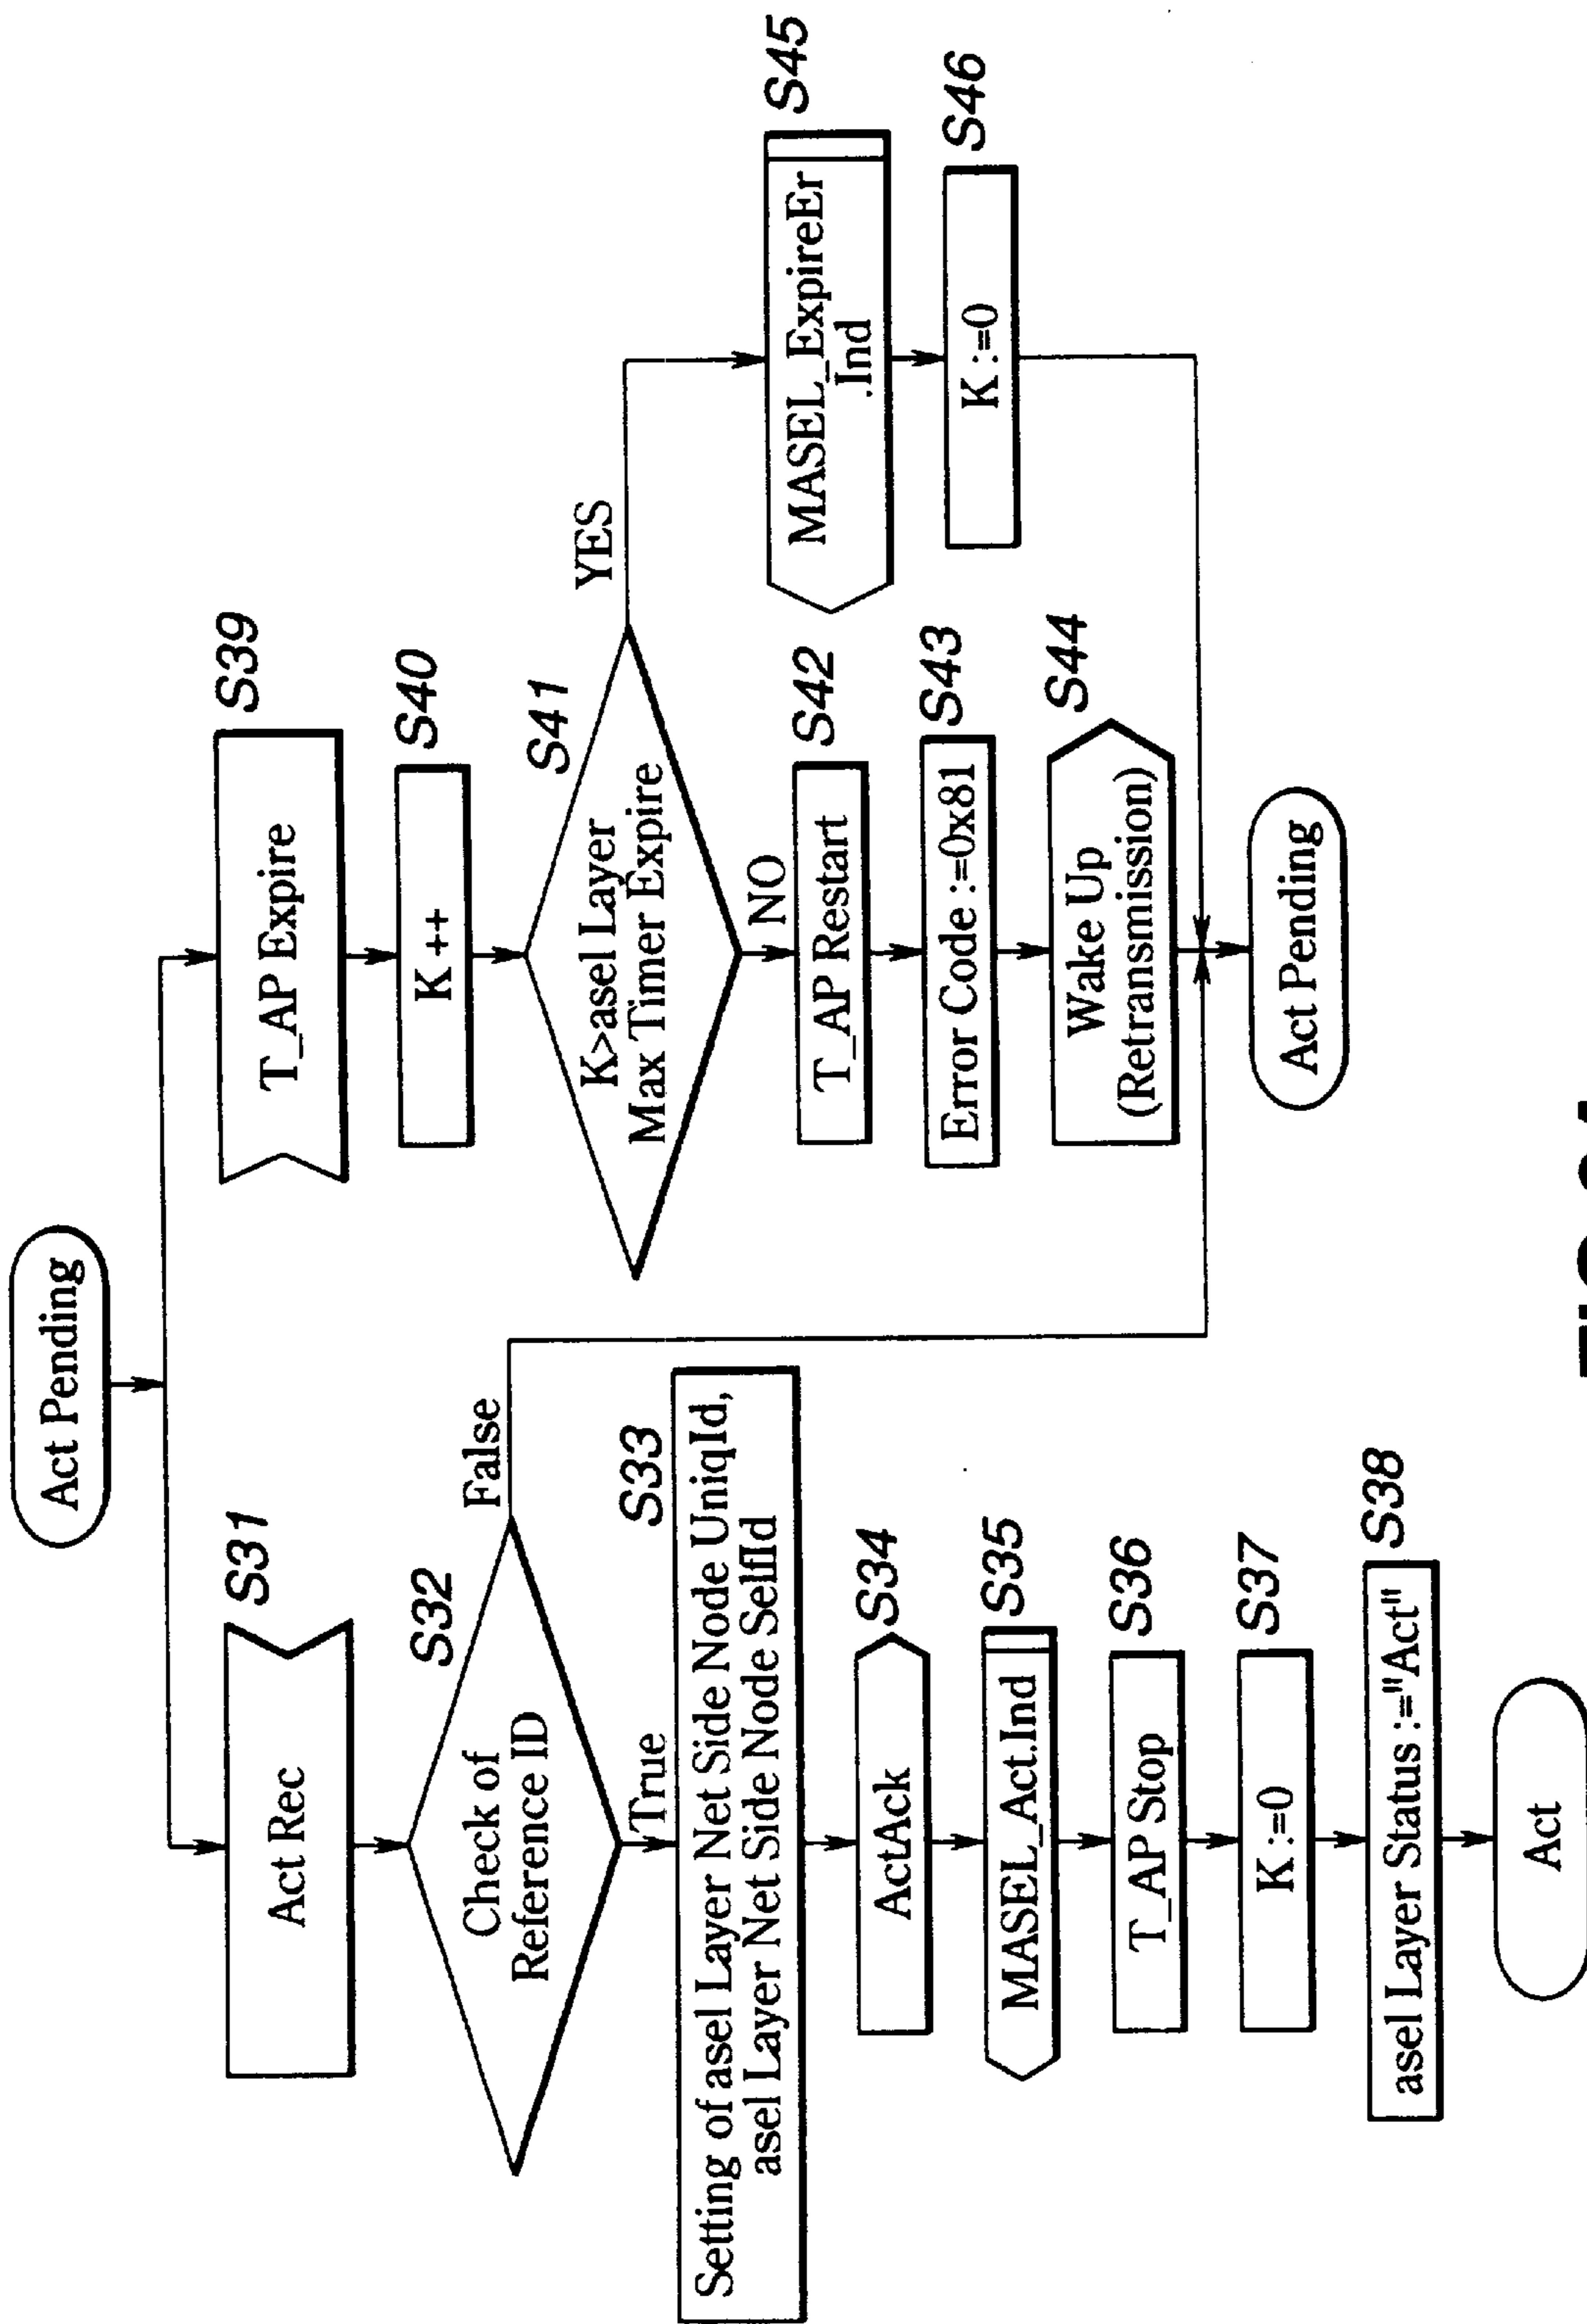 Act Pending
Act Rec
S31
Check of
Reference ID
S32
False
True
Setting of asel Layer Net Side Node UniqId,
asel Layer Net Side Node SelfId
S33
ActAck
S34
MASEL_Act.Ind
S35
T_AP Stop
S36
K :=0
S37
asel Layer Status :="Act"
S38
Act
T_AP Expire
S39
K ++
S40
K>asel Layer
Max Timer Expire
S41
YES
NO
T_AP Restart
S42
Error Code :=0x81
S43
Wake Up
(Retransmission)
S44
MASEL_ExpireEr
.Ind
S45
K :=0
S46
Act Pending